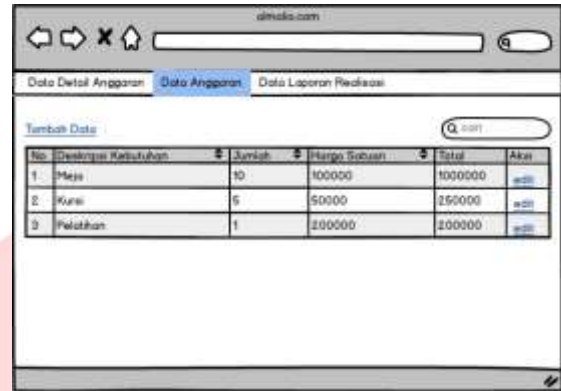 almaka.com
Data Detail Anggaran Data Anggaran Data Laporan Realisasi
Tambah Data cari
No Deskripsi Kebutuhan Jumlah Harga Satuan Total Aksi
1 Meja 10 100000 1000000 edit
2 Kursi 5 50000 250000 edit
3 Pelatihan 1 200000 200000 edit